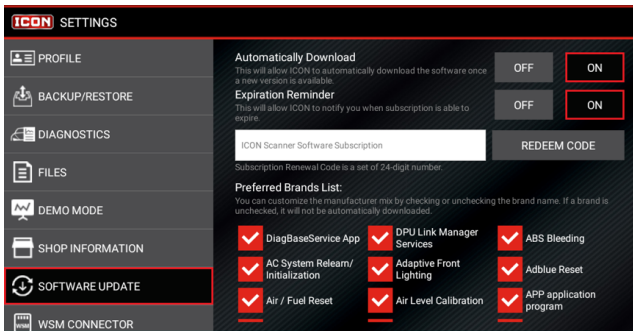 ICON SETTINGS
PROFILE
BACKUP/RESTORE
DIAGNOSTICS
FILES
DEMO MODE
SHOP INFORMATION
SOFTWARE UPDATE
WSM
WSM CONNECTOR
Automatically Download
This will allow ICON to automatically download the software once
a new version is available.
OFF
ON
Expiration Reminder
This will allow ICON to notify you when subscription is able to
expire.
OFF
ON
ICON Scanner Software Subscription
REDEEM CODE
Subscription Renewal Code is a set of 24-digit number.
Preferred Brands List:
You can customize the manufacturer mix by checking or unchecking the brand name. If a brand is
unchecked, it will not be automatically downloaded.
DiagBaseService App
DPU Link Manager
Services
ABS Bleeding
AC System Relearn/
Initialization
Adaptive Front
Lighting
Adblue Reset
Air / Fuel Reset
Air Level Calibration
APP application
program